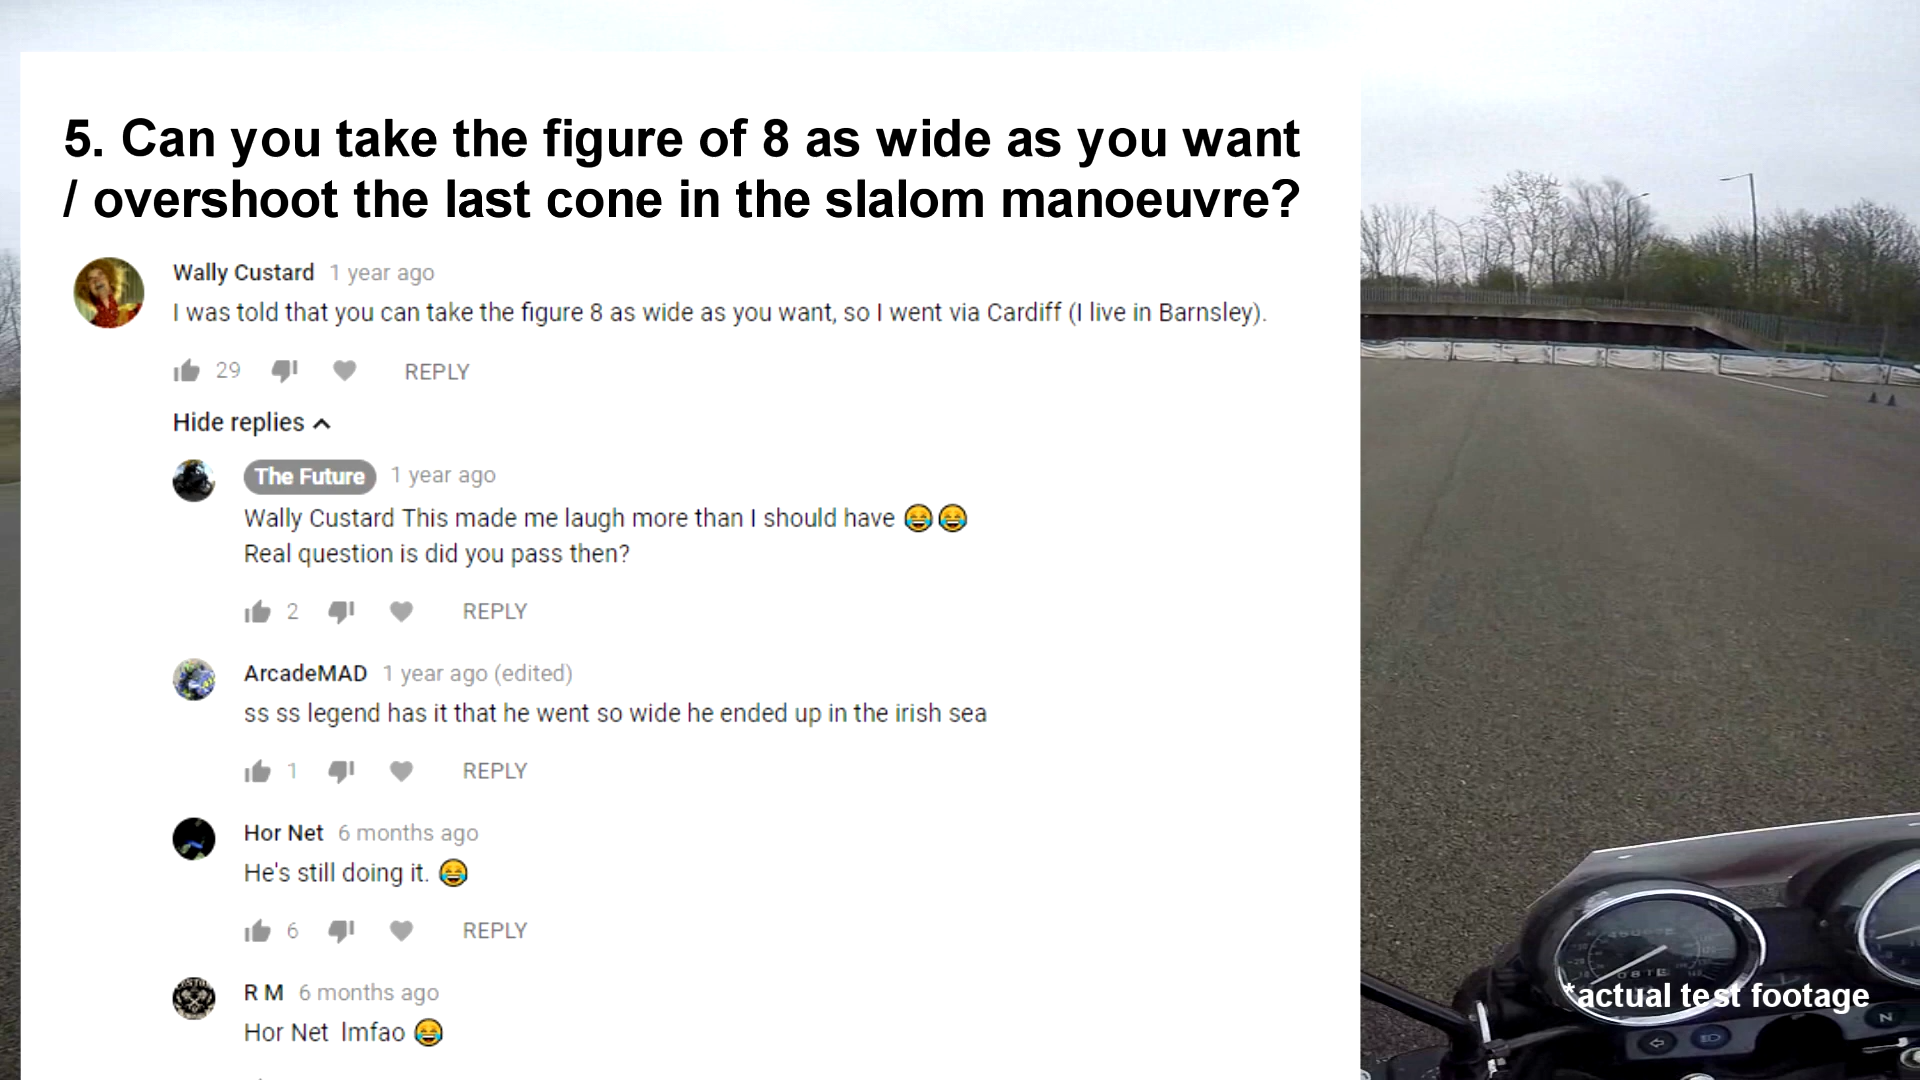 5. Can you take the figure of 8 as wide as you want
/ overshoot the last cone in the slalom manoeuvre?
Wally Custard 1 year ago
I was told that you can take the figure 8 as wide as you want, so I went via Cardiff (I live in Barnsley).
29 REPLY
Hide replies
The Future 1 year ago
Wally Custard This made me laugh more than I should have 😂😂
Real question is did you pass then?
2 REPLY
ArcadeMAD 1 year ago (edited)
ss ss legend has it that he went so wide he ended up in the irish sea
1 REPLY
Hor Net 6 months ago
He's still doing it. 😂
6 REPLY
R M 6 months ago
Hor Net lmfao 😂
*actual test footage
N